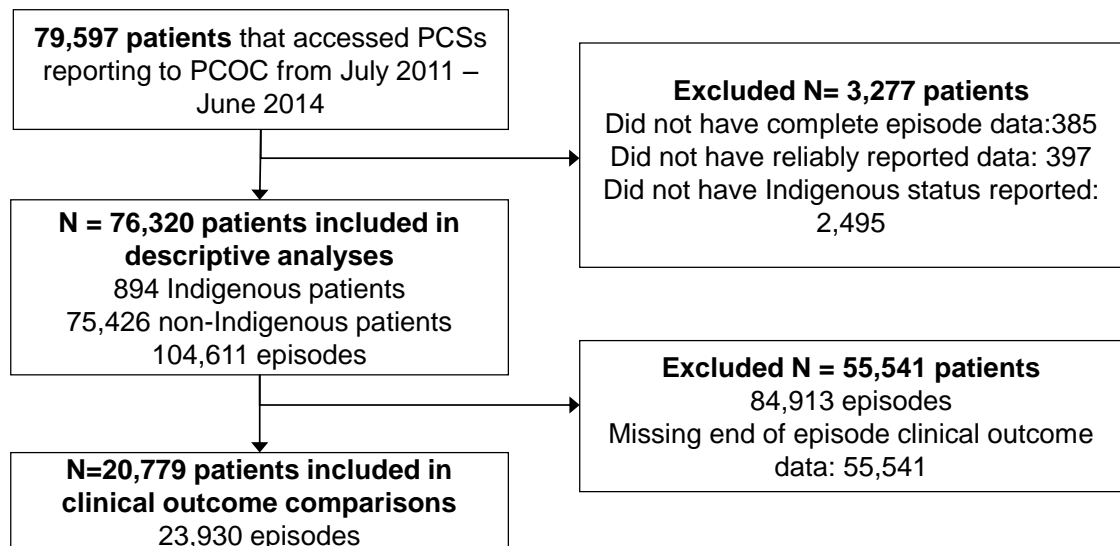 79,597 patients that accessed PCSs
reporting to PCOC from July 2011 –
June 2014
Excluded N= 3,277 patients
Did not have complete episode data:385
Did not have reliably reported data: 397
Did not have Indigenous status reported:
2,495
N = 76,320 patients included in
descriptive analyses
894 Indigenous patients
75,426 non-Indigenous patients
104,611 episodes
Excluded N = 55,541 patients
84,913 episodes
Missing end of episode clinical outcome
data: 55,541
N=20,779 patients included in
clinical outcome comparisons
23,930 episodes